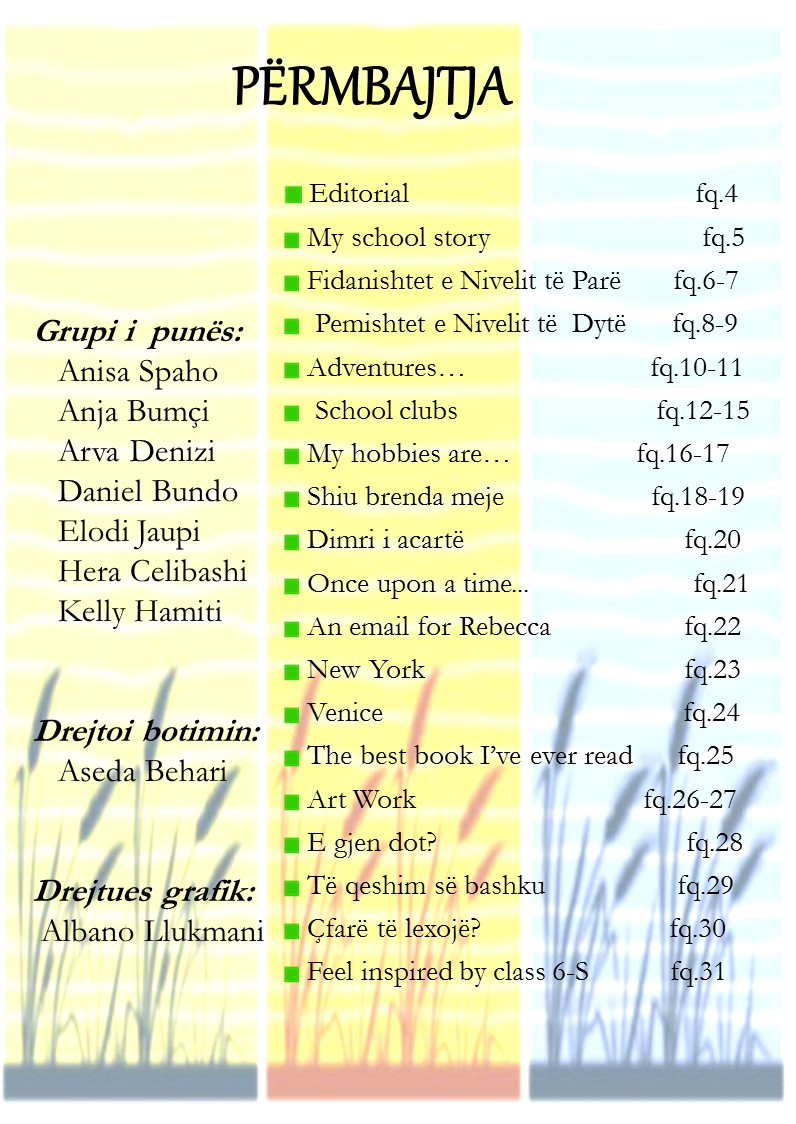 PËRMBAJTJA
Grupi i punës:
Anisa Spaho
Anja Bumçi
Arva Denizi
Daniel Bundo
Elodi Jaupi
Hera Celibashi
Kelly Hamiti
Drejtoi botimin:
Aseda Behari
Drejtues grafik:
Albano Llukmani
Editorial fq.4
My school story fq.5
Fidanishtet e Nivelit të Parë fq.6-7
Pemishtet e Nivelit të Dytë fq.8-9
Adventures… fq.10-11
School clubs fq.12-15
My hobbies are… fq.16-17
Shiu brenda meje fq.18-19
Dimri i acartë fq.20
Once upon a time... fq.21
An email for Rebecca fq.22
New York fq.23
Venice fq.24
The best book I’ve ever read fq.25
Art Work fq.26-27
E gjen dot? fq.28
Të qeshim së bashku fq.29
Çfarë të lexojë? fq.30
Feel inspired by class 6-S fq.31